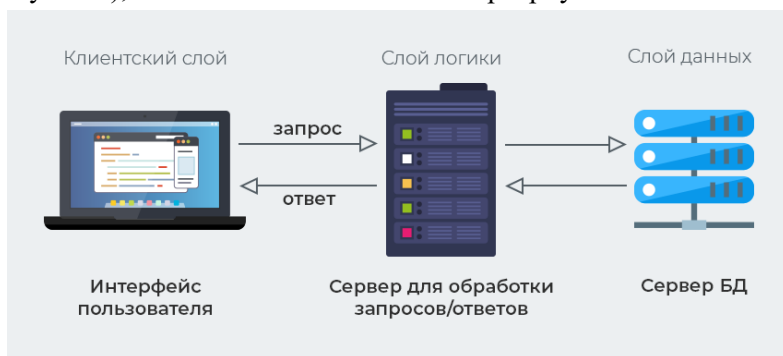 Клиентский слой
Слой логики
Слой данных
запрос
ответ
Интерфейс
пользователя
Сервер для обработки
запросов/ответов
Сервер БД